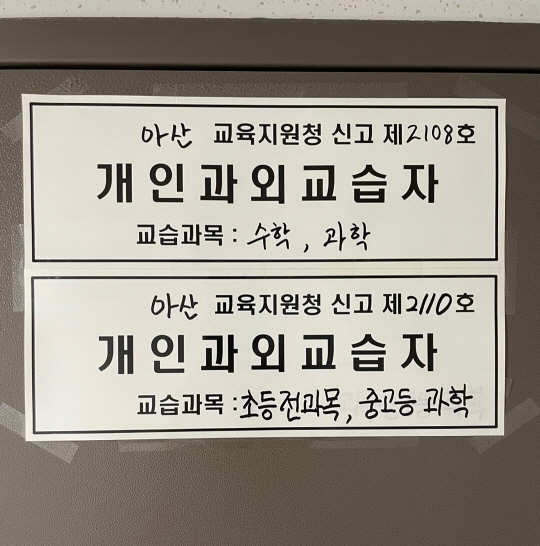 아산 교육지원청 신고 제2108호
개인과외교습자
교습과목 : 수학, 과학
아산 교육지원청 신고 제2110호
개인과외교습자
교습과목 : 초등전과목, 중고등 과학